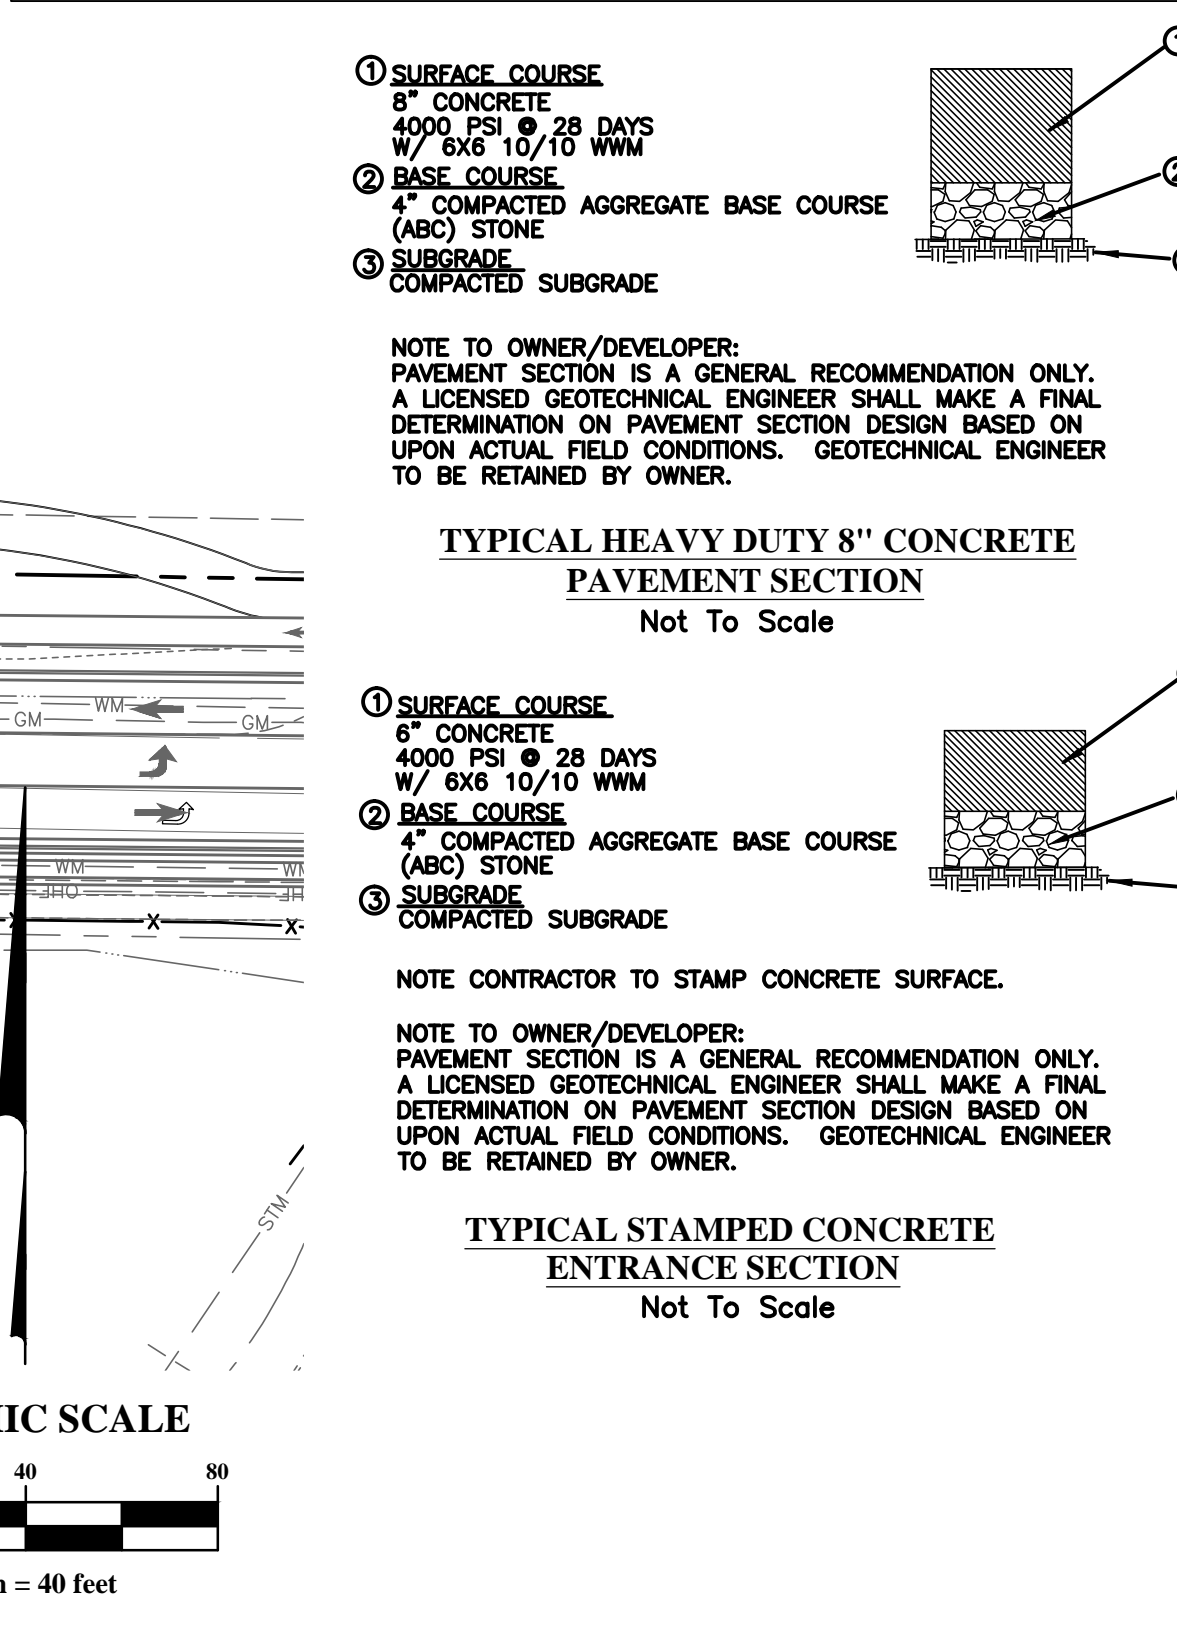 ① SURFACE COURSE
8" CONCRETE
4000 PSI @ 28 DAYS
W/ 6X6 10/10 WWM
② BASE COURSE
4" COMPACTED AGGREGATE BASE COURSE
(ABC) STONE
③ SUBGRADE
COMPACTED SUBGRADE
NOTE TO OWNER/DEVELOPER:
PAVEMENT SECTION IS A GENERAL RECOMMENDATION ONLY.
A LICENSED GEOTECHNICAL ENGINEER SHALL MAKE A FINAL
DETERMINATION ON PAVEMENT SECTION DESIGN BASED ON
UPON ACTUAL FIELD CONDITIONS. GEOTECHNICAL ENGINEER
TO BE RETAINED BY OWNER.
TYPICAL HEAVY DUTY 8" CONCRETE
PAVEMENT SECTION
Not To Scale
① SURFACE COURSE
6" CONCRETE
4000 PSI @ 28 DAYS
W/ 6X6 10/10 WWM
② BASE COURSE
4" COMPACTED AGGREGATE BASE COURSE
(ABC) STONE
③ SUBGRADE
COMPACTED SUBGRADE
NOTE CONTRACTOR TO STAMP CONCRETE SURFACE.
NOTE TO OWNER/DEVELOPER:
PAVEMENT SECTION IS A GENERAL RECOMMENDATION ONLY.
A LICENSED GEOTECHNICAL ENGINEER SHALL MAKE A FINAL
DETERMINATION ON PAVEMENT SECTION DESIGN BASED ON
UPON ACTUAL FIELD CONDITIONS. GEOTECHNICAL ENGINEER
TO BE RETAINED BY OWNER.
TYPICAL STAMPED CONCRETE
ENTRANCE SECTION
Not To Scale
WM
GM
GM
WM
OHE
X
X
STM
SCALE
40
80
= 40 feet